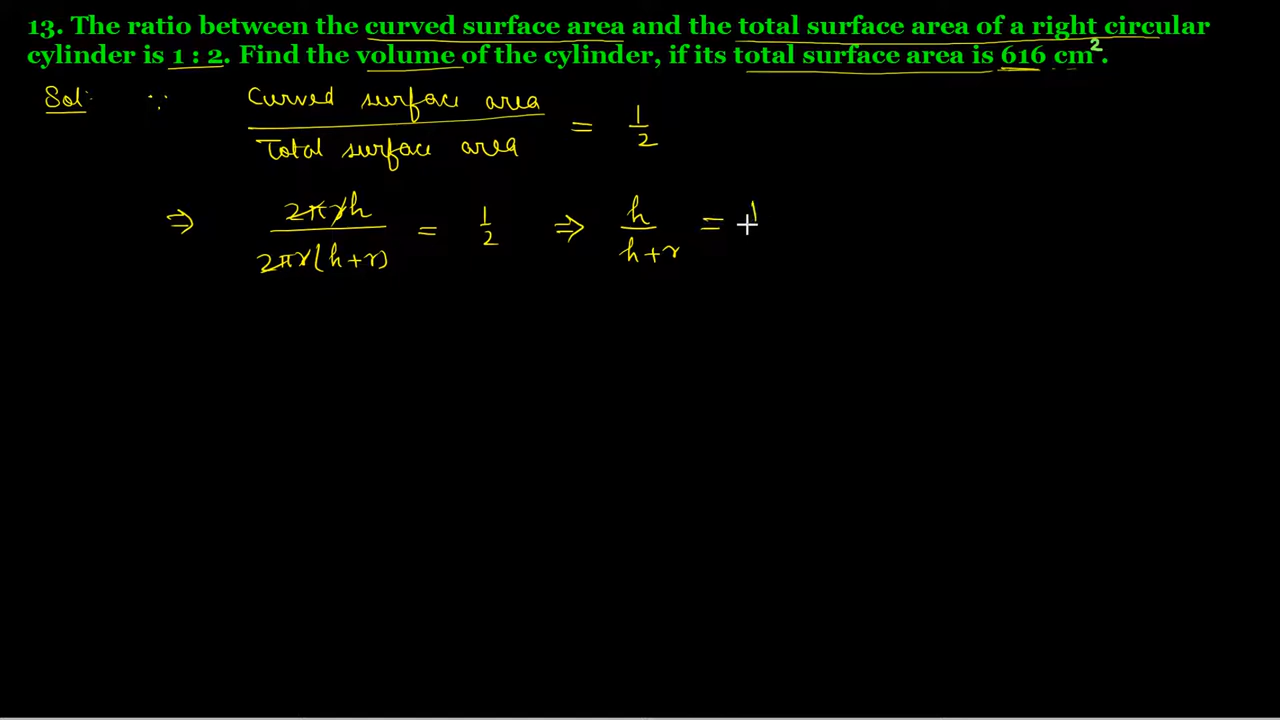 13. The ratio between the curved surface area and the total surface area of a right circular
cylinder is 1 : 2. Find the volume of the cylinder, if its total surface area is 616 cm².
Sol: ∵ Curved surface area / Total surface area = 1/2
⇒ 2πrh / 2πr(h+r) = 1/2 ⇒ h / h+r = 1